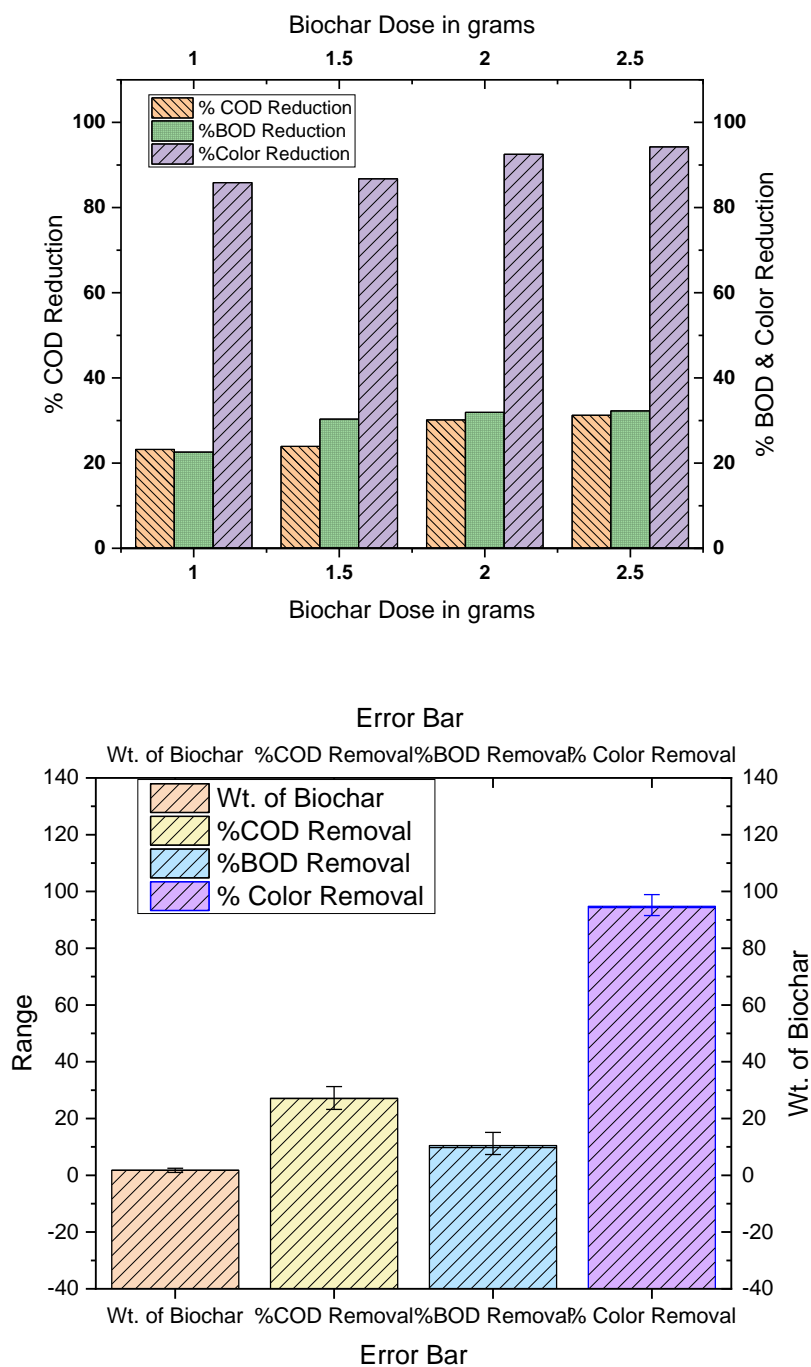 Biochar Dose in grams
1 1.5 2 2.5
% COD Reduction
%BOD Reduction
%Color Reduction
100 100
80 80
60 60
40 40
20 20
0 0
% COD Reduction
% BOD & Color Reduction
1 1.5 2 2.5
Biochar Dose in grams
Error Bar
Wt. of Biochar %COD Removal %BOD Removal % Color Removal
Wt. of Biochar
%COD Removal
%BOD Removal
% Color Removal
140 140
120 120
100 100
80 80
60 60
40 40
20 20
0 0
-20 -20
-40 -40
Range
Wt. of Biochar
Wt. of Biochar %COD Removal %BOD Removal % Color Removal
Error Bar